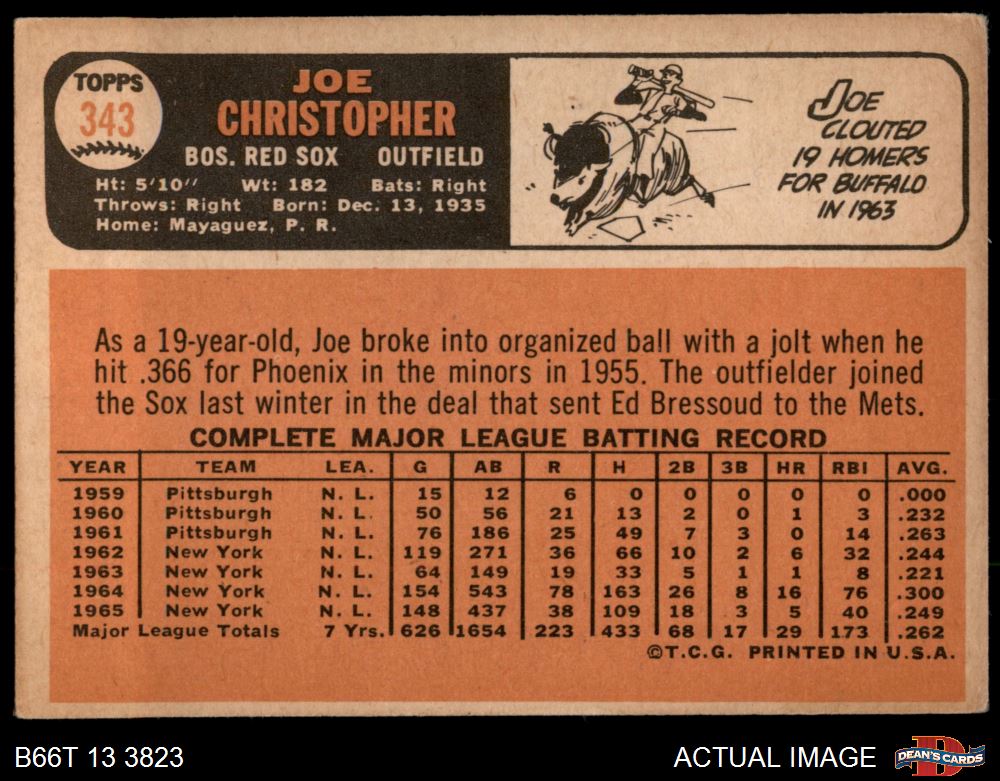 TOPPS
343
JOE
CHRISTOPHER
BOS. RED SOX OUTFIELD
Ht: 5'10" Wt: 182 Bats: Right
Throws: Right Born: Dec. 13, 1935
Home: Mayaguez, P. R.
JOE
CLOUTED
19 HOMERS
FOR BUFFALO
IN 1963
As a 19-year-old, Joe broke into organized ball with a jolt when he
hit .366 for Phoenix in the minors in 1955. The outfielder joined
the Sox last winter in the deal that sent Ed Bressoud to the Mets.
COMPLETE MAJOR LEAGUE BATTING RECORD
YEAR TEAM LEA. G AB R H 2B 3B HR RBI AVG.
1959 Pittsburgh N. L. 15 12 6 0 0 0 0 0 .000
1960 Pittsburgh N. L. 50 56 21 13 2 0 1 3 .232
1961 Pittsburgh N. L. 76 186 25 49 7 3 0 14 .263
1962 New York N. L. 119 271 36 66 10 2 6 32 .244
1963 New York N. L. 64 149 19 33 5 1 1 8 .221
1964 New York N. L. 154 543 78 163 26 8 16 76 .300
1965 New York N. L. 148 437 38 109 18 3 5 40 .249
Major League Totals 7 Yrs. 626 1654 223 433 68 17 29 173 .262
©T.C.G. PRINTED IN U.S.A.
B66T 13 3823
ACTUAL IMAGE
DEAN'S CARDS